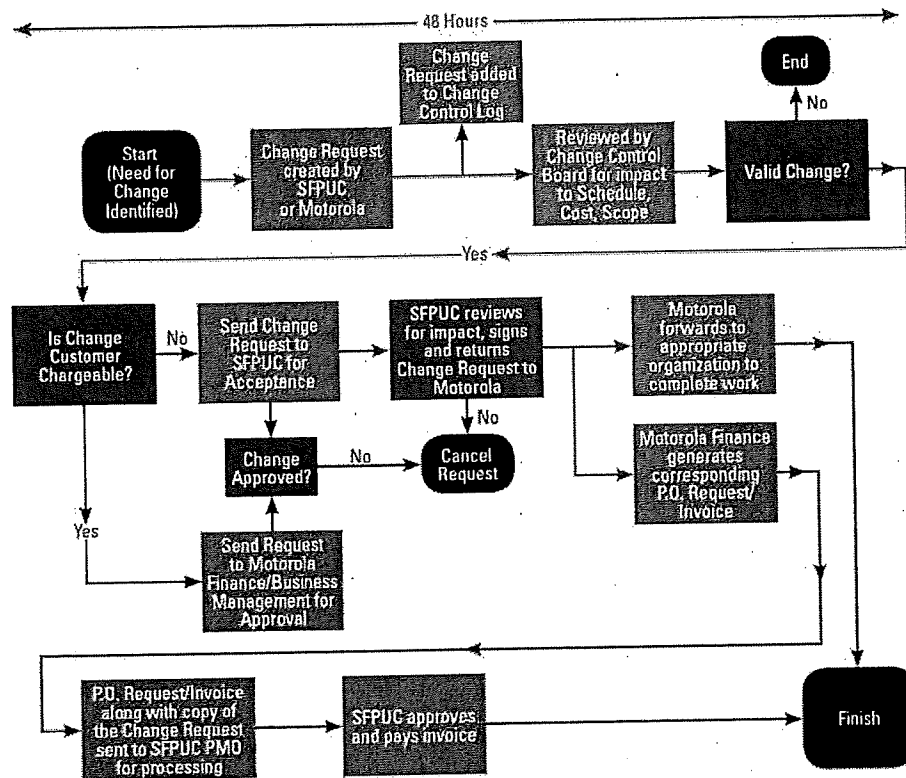 48 Hours
Change
Request added
to Change
Control Log
End
No
Start
(Need for
Change
Identified)
Change Request
created by
SFPUC
or Motorola
Reviewed by
Change Control
Board for impact
to Schedule,
Cost, Scope
Valid Change?
Yes
Is Change
Customer
Chargeable?
No
Send Change
Request to
SFPUC for
Acceptance
SFPUC reviews
for impact, signs
and returns
Change Request to
Motorola
Motorola
forwards to
appropriate
organization to
complete work
No
Change
Approved?
No
Cancel
Request
Motorola Finance
generates
corresponding
P.O. Request/
Invoice
Yes
Send Request
to Motorola
Finance/Business
Management for
Approval
P.O. Request/Invoice
along with copy of
the Change Request
sent to SFPUC PMO
for processing
SFPUC approves
and pays invoice
Finish